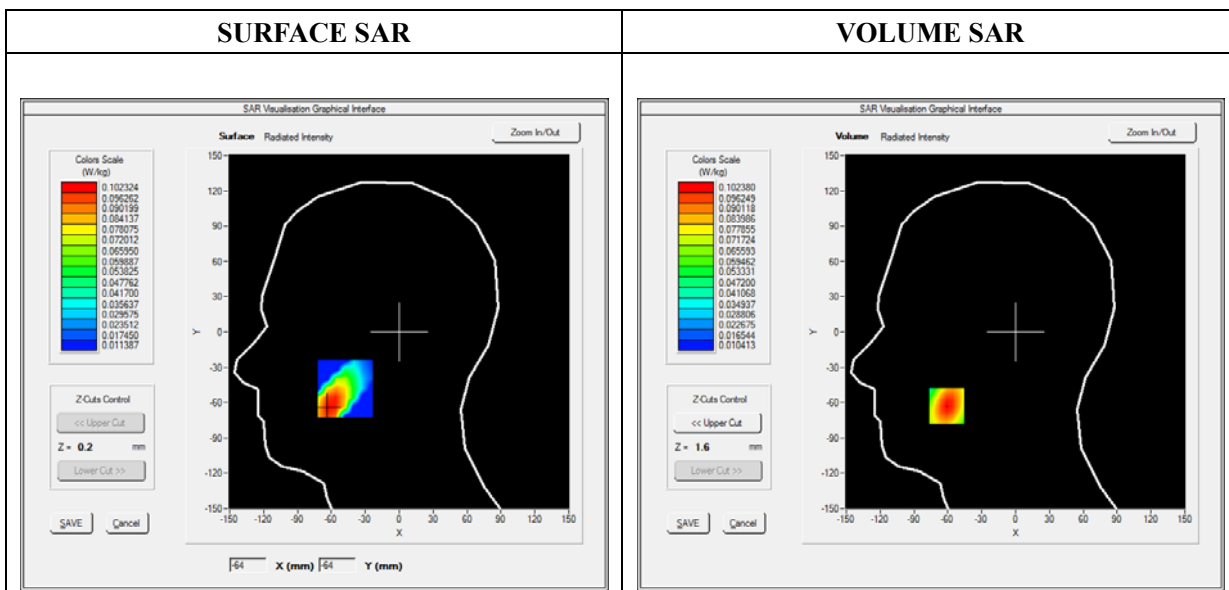 SURFACE SAR
VOLUME SAR
SAR Visualisation Graphical Interface
Surface Radiated Intensity
Zoom In/Out
Colors Scale
(W/kg)
0.102324
0.096262
0.090199
0.084137
0.078075
0.072012
0.065950
0.059887
0.053825
0.047762
0.041700
0.035637
0.029575
0.023512
0.017450
0.011387
Z-Cuts Control
<< Upper Cut
Z = 0.2 mm
Lower Cut >>
SAVE Cancel
150
120
90
60
30
0
-30
-60
-90
-120
-150
Y
-150 -120 -90 -60 -30 0 30 60 90 120 150
X
-64 X (mm) -64 Y (mm)
SAR Visualisation Graphical Interface
Volume Radiated Intensity
Zoom In/Out
Colors Scale
(W/kg)
0.102380
0.096249
0.090118
0.083986
0.077855
0.071724
0.065593
0.059462
0.053331
0.047200
0.041068
0.034937
0.028806
0.022675
0.016544
0.010413
Z-Cuts Control
<< Upper Cut
Z = 1.6 mm
Lower Cut >>
SAVE Cancel
150
120
90
60
30
0
-30
-60
-90
-120
-150
Y
-150 -120 -90 -60 -30 0 30 60 90 120 150
X